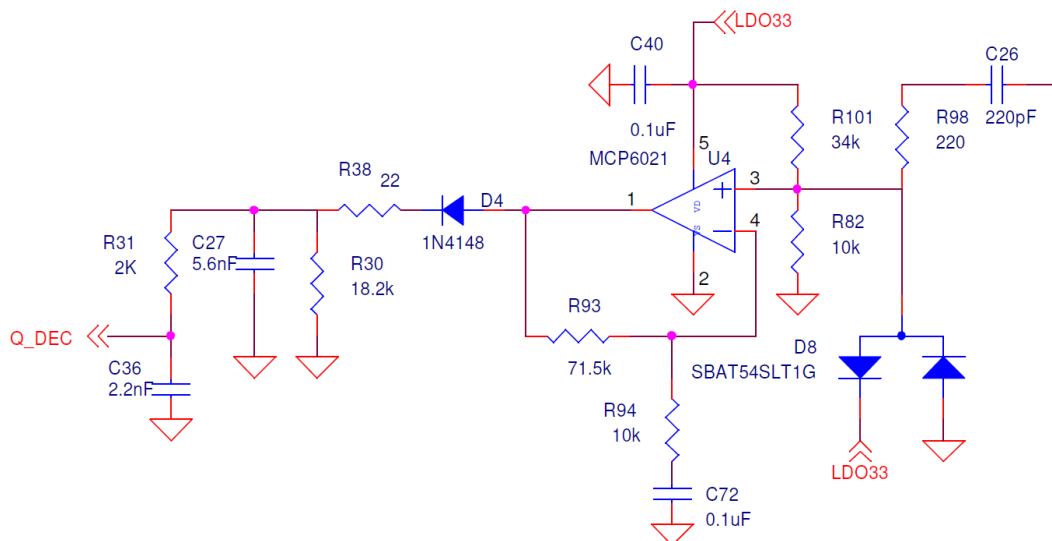 LDO33
C40
0.1uF
C26
220pF
R101
34k
R98
220
MCP6021
5
U4
R38
22
D4
1N4148
1
3
4
VD
2
R82
10k
R31
2K
C27
5.6nF
R30
18.2k
R93
71.5k
Q_DEC
C36
2.2nF
D8
SBAT54SLT1G
R94
10k
LDO33
C72
0.1uF